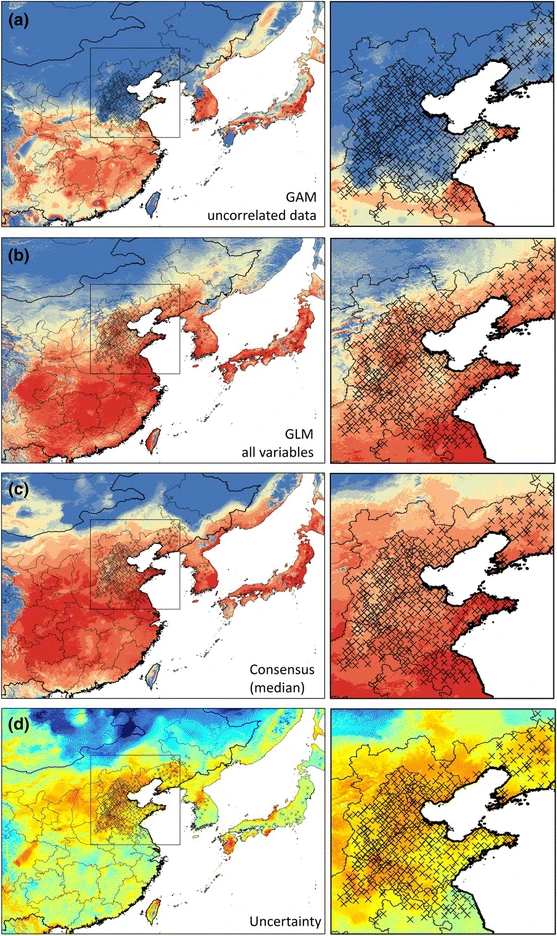 (a)
GAM
uncorrelated data
(b)
GLM
all variables
(c)
Consensus
(median)
(d)
Uncertainty